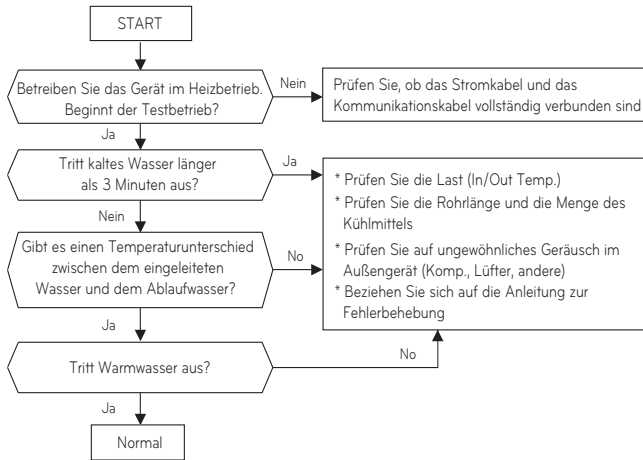 START
Betreiben Sie das Gerät im Heizbetrieb.
Beginnt der Testbetrieb?
Nein
Prüfen Sie, ob das Stromkabel und das
Kommunikationskabel vollständig verbunden sind
Ja
Tritt kaltes Wasser länger
als 3 Minuten aus?
Ja
* Prüfen Sie die Last (In/Out Temp.)
* Prüfen Sie die Rohrlänge und die Menge des
Kühlmittels
* Prüfen Sie auf ungewöhnliches Geräusch im
Außengerät (Komp., Lüfter, andere)
* Beziehen Sie sich auf die Anleitung zur
Fehlerbehebung
Nein
Gibt es einen Temperaturunterschied
zwischen dem eingeleiteten
Wasser und dem Ablaufwasser?
No
Ja
Tritt Warmwasser aus?
No
Ja
Normal